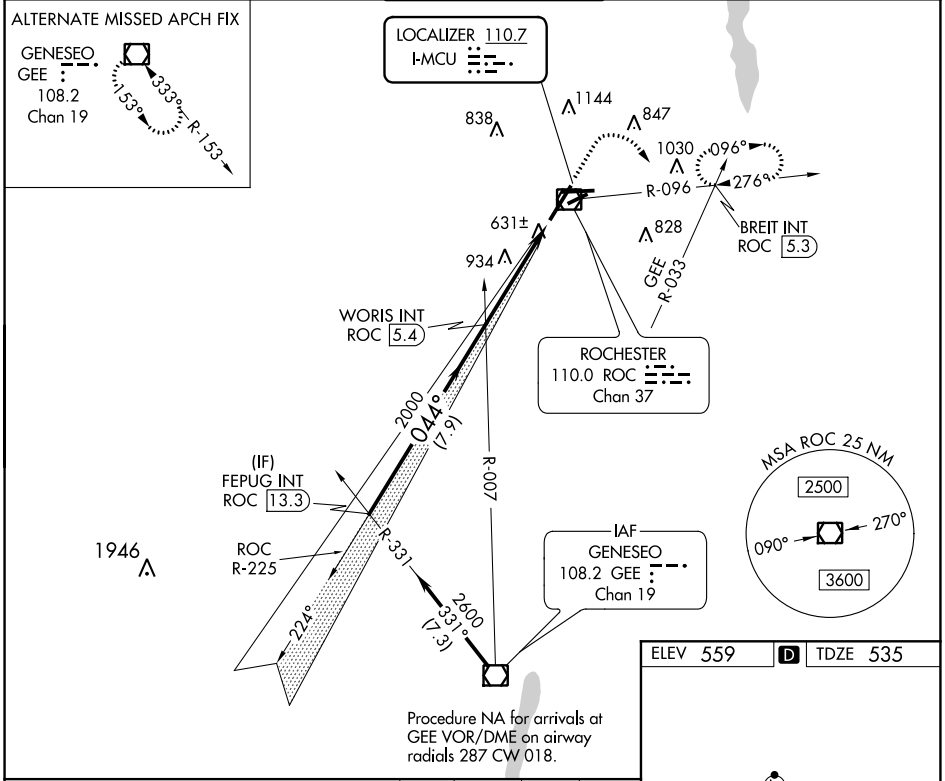 ALTERNATE MISSED APCH FIX
GENESEO
GEE
108.2
Chan 19
333°
153°
R-153
LOCALIZER 110.7
I-MCU
838
1144
847
1030
096°
R-096
276°
BREIT INT
ROC 5.3
828
GEE
R-033
631±
934
WORIS INT
ROC 5.4
ROCHESTER
110.0 ROC
Chan 37
2000
044°
(7.9)
R-007
(IF)
FEPUG INT
ROC 13.3
MSA ROC 25 NM
2500
090°
270°
3600
1946
ROC
R-225
R-331
224°
2600
331°
(7.3)
IAF
GENESEO
108.2 GEE
Chan 19
Procedure NA for arrivals at
GEE VOR/DME on airway
radials 287 CW 018.
ELEV 559 D TDZE 535